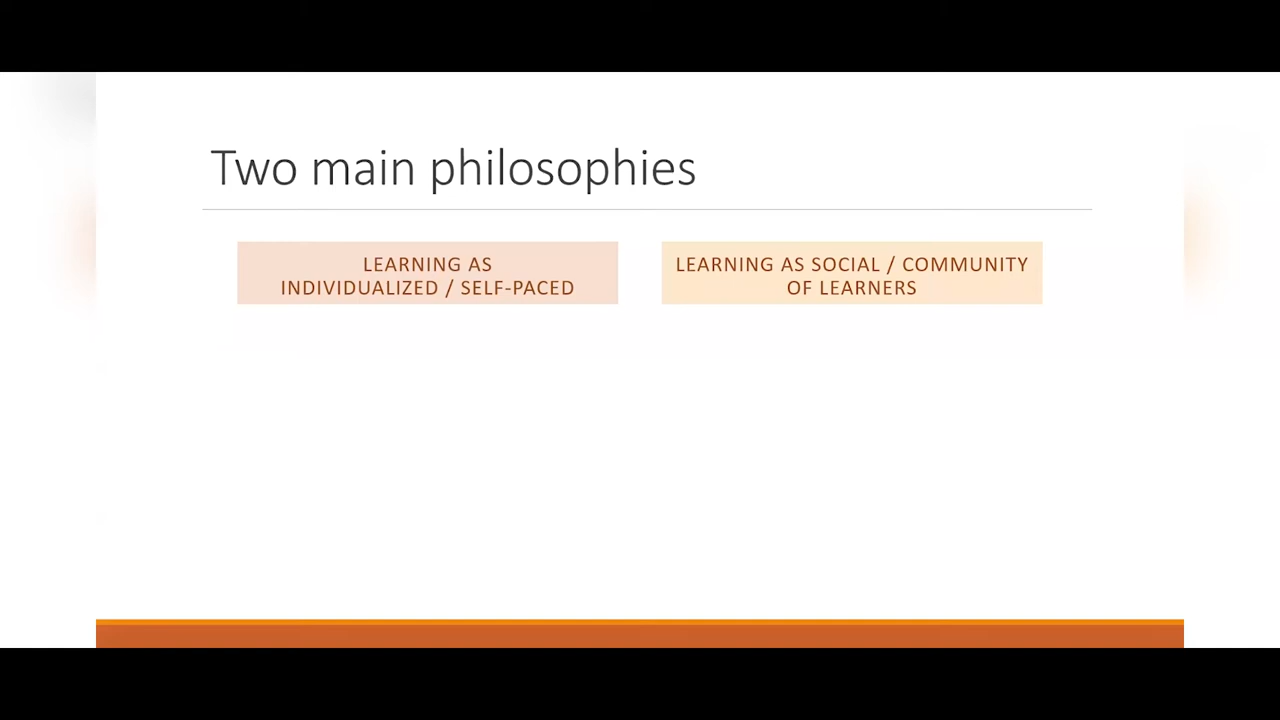 Two main philosophies
LEARNING AS
INDIVIDUALIZED / SELF-PACED
LEARNING AS SOCIAL / COMMUNITY
OF LEARNERS